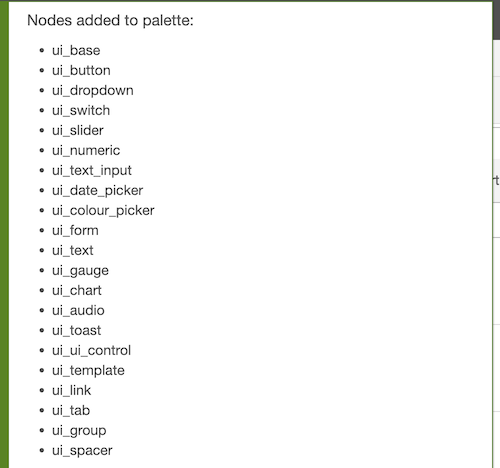 Nodes added to palette:
ui_base
ui_button
ui_dropdown
ui_switch
ui_slider
ui_numeric
ui_text_input
ui_date_picker
ui_colour_picker
ui_form
ui_text
ui_gauge
ui_chart
ui_audio
ui_toast
ui_ui_control
ui_template
ui_link
ui_tab
ui_group
ui_spacer